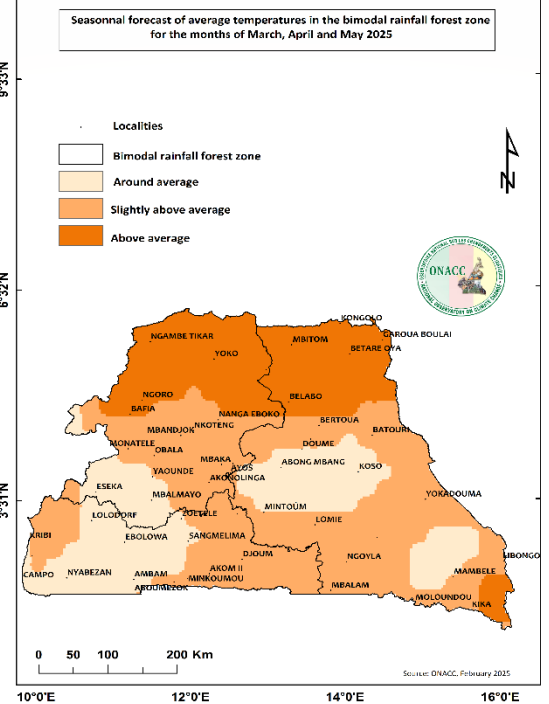 Seasonnal forecast of average temperatures in the bimodal rainfall forest zone
for the months of March, April and May 2025
9°33'N
Localities
Bimodal rainfall forest zone
Around average
Slightly above average
Above average
N
ONACC
6°32'N
KONGOLO
NGAMBE TIKAR
MBITOM
GAROUA BOULAI
YOKO
BETARE OYA
NGORO
BELABO
BAFIA
NANGA EBOKO
NKOTENG
BERTOUA
MBANDJOK
BATOURI
MONATELE
DOUME
OBALA
MBAKA
ABONG MBANG
AYOS
KOSO
YAOUNDE
AKONOLINGA
ESEKA
MBALMAYO
YOKADOUMA
3°31'N
MINTOÜM
LOLODORF
ZOETELE
LOMIE
KRIBI
EBOLOWA
SANGMELIMA
DJOUM
NGOYLA
LIBONGO
CAMPO
NYABEZAN
AMBAM
AKOM II
MAMBELE
MINKOUMOU
ABOUMEZOK
MBALAM
MOLOUNDOU
KIKA
0 50 100 200 Km
Source: ONACC, February 2025
10°0'E 12°0'E 14°0'E 16°0'E